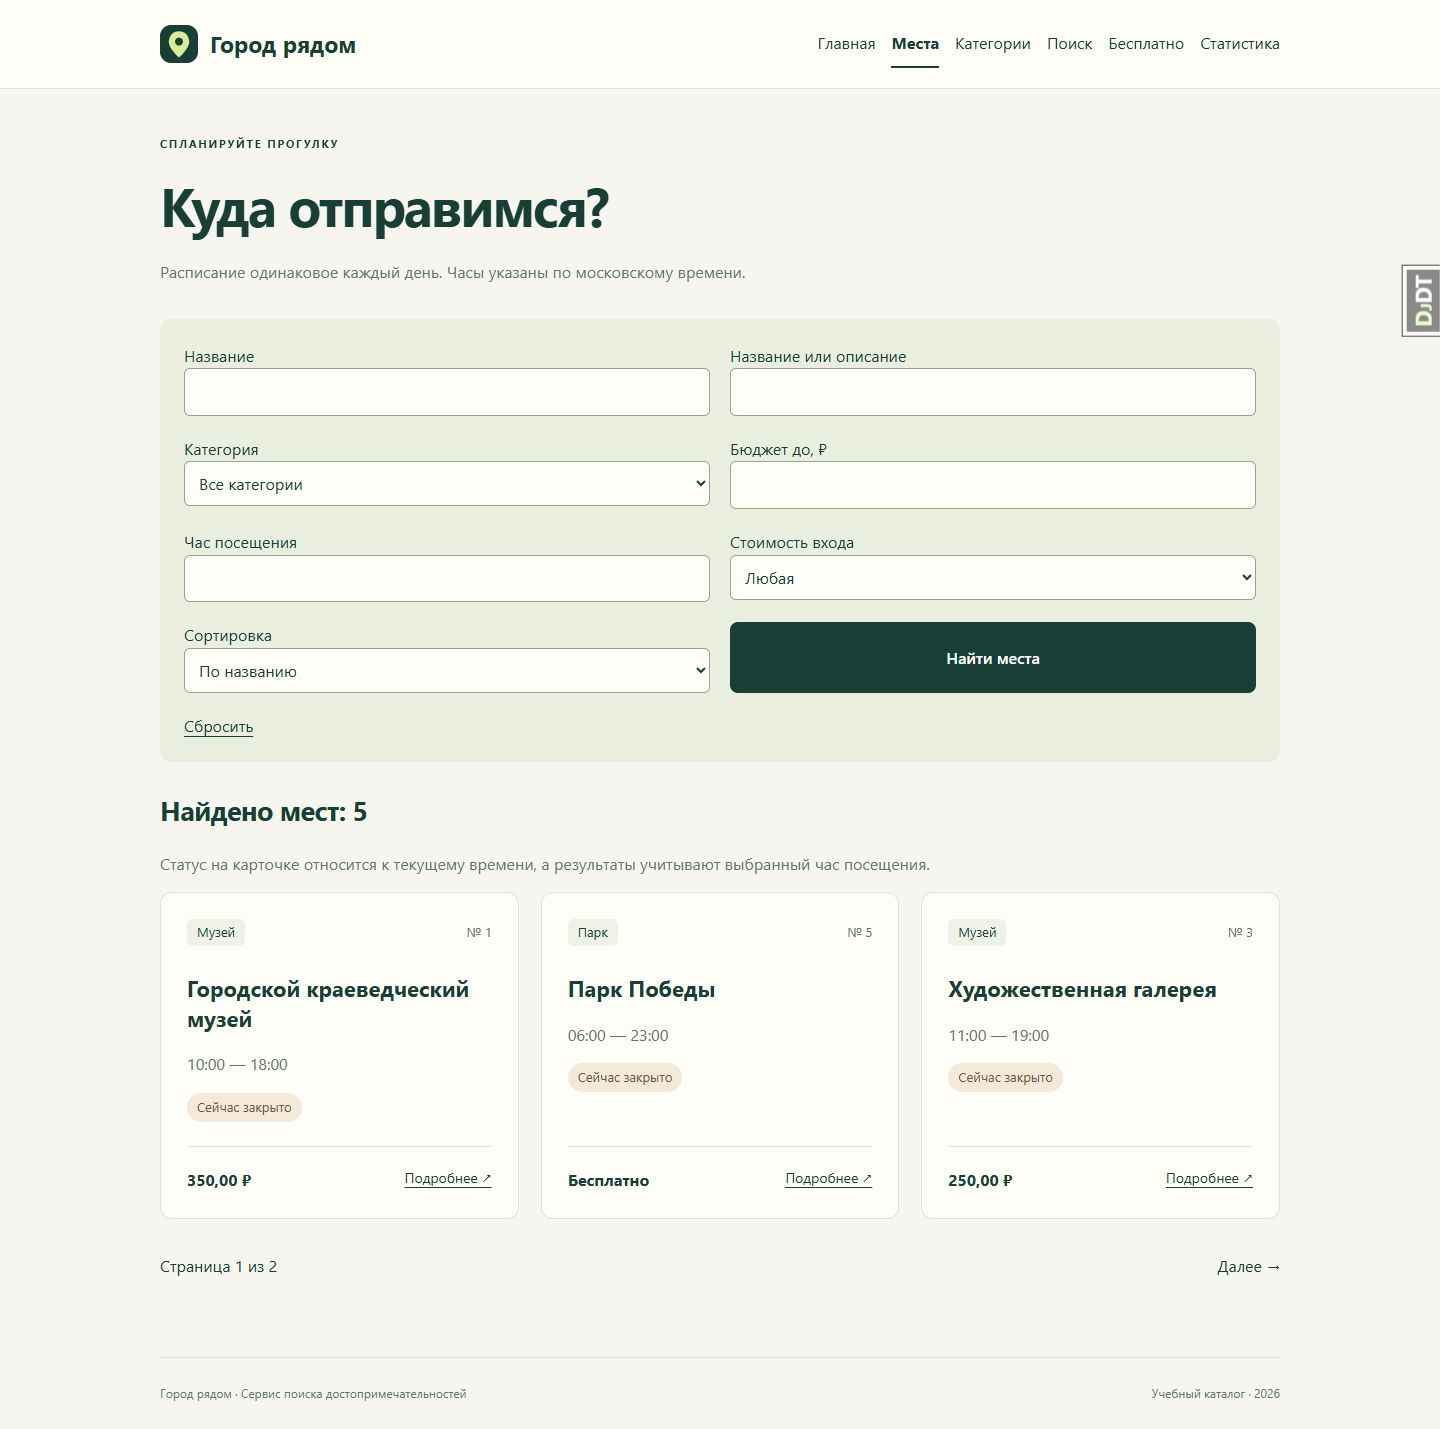 Город рядом
Главная Места Категории Поиск Бесплатно Статистика
СПЛАНИРУЙТЕ ПРОГУЛКУ
Куда отправимся?
Расписание одинаковое каждый день. Часы указаны по московскому времени.
DJDT
Название
Название или описание
Категория
Все категории
Бюджет до, ₽
Час посещения
Стоимость входа
Любая
Сортировка
По названию
Найти места
Сбросить
Найдено мест: 5
Статус на карточке относится к текущему времени, а результаты учитывают выбранный час посещения.
Музей № 1
Городской краеведческий
музей
10:00 — 18:00
Сейчас закрыто
350,00 ₽ Подробнее ↗
Парк № 5
Парк Победы
06:00 — 23:00
Сейчас закрыто
Бесплатно Подробнее ↗
Музей № 3
Художественная галерея
11:00 — 19:00
Сейчас закрыто
250,00 ₽ Подробнее ↗
Страница 1 из 2
Далее →
Город рядом · Сервис поиска достопримечательностей
Учебный каталог · 2026